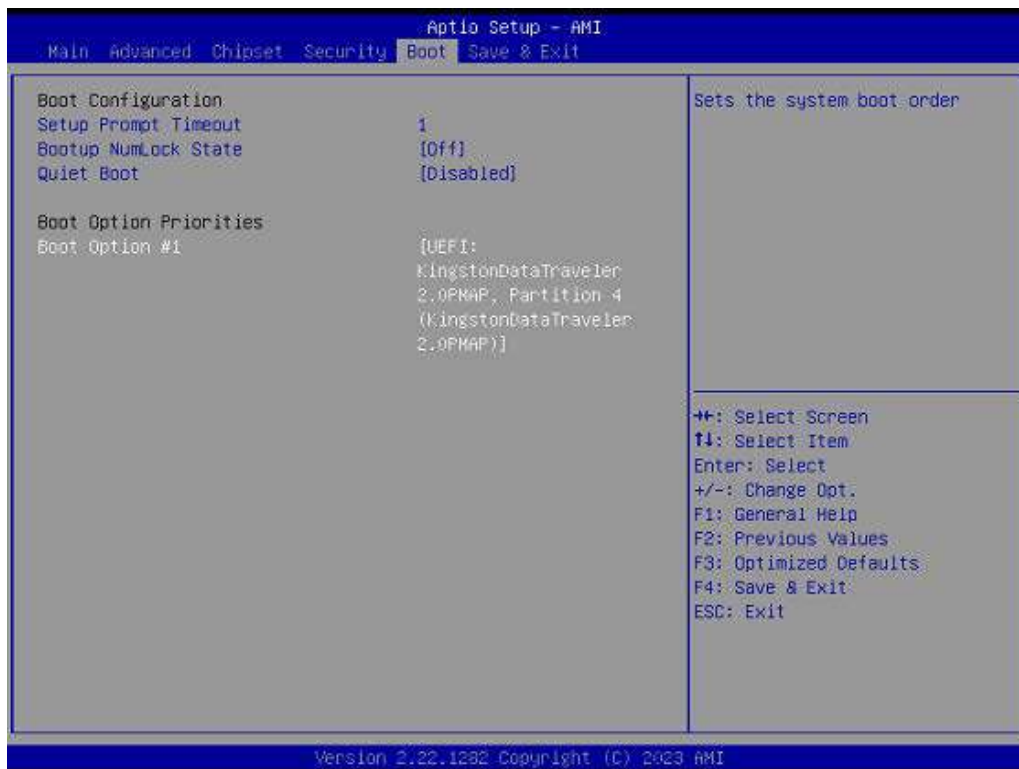 Aptio Setup - AMI
Main Advanced Chipset Security Boot Save & Exit
Boot Configuration
Setup Prompt Timeout 1
Bootup NumLock State [Off]
Quiet Boot [Disabled]
Boot Option Priorities
Boot Option #1 [UEFI:
KingstonDataTraveler
2.0PMAP, Partition 4
(KingstonDataTraveler
2.0PMAP)]
Sets the system boot order
→←: Select Screen
↑↓: Select Item
Enter: Select
+/-: Change Opt.
F1: General Help
F2: Previous Values
F3: Optimized Defaults
F4: Save & Exit
ESC: Exit
Version 2.22.1282 Copyright (C) 2023 AMI